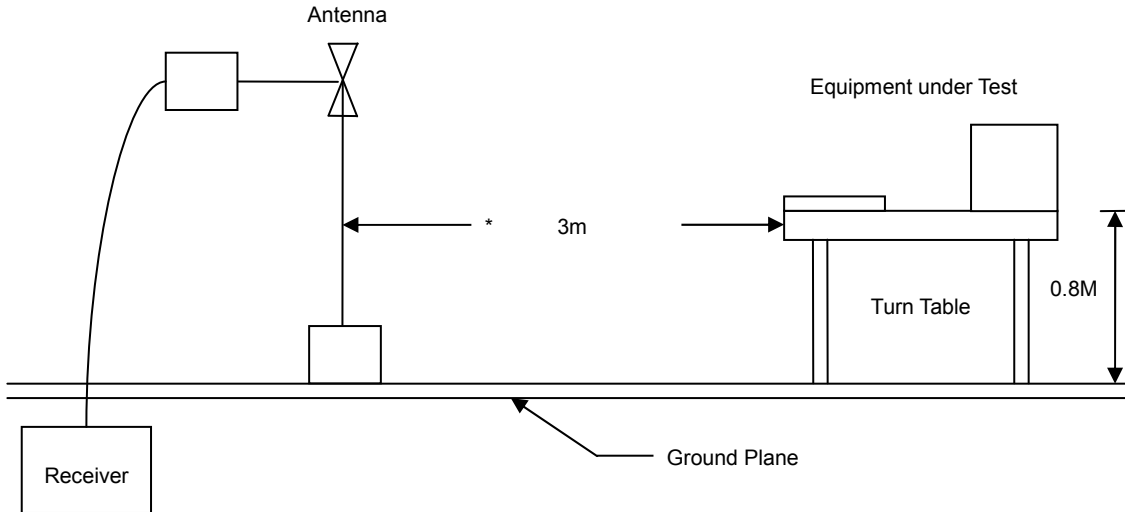 Antenna
Equipment under Test
* 3m
0.8M
Turn Table
Ground Plane
Receiver